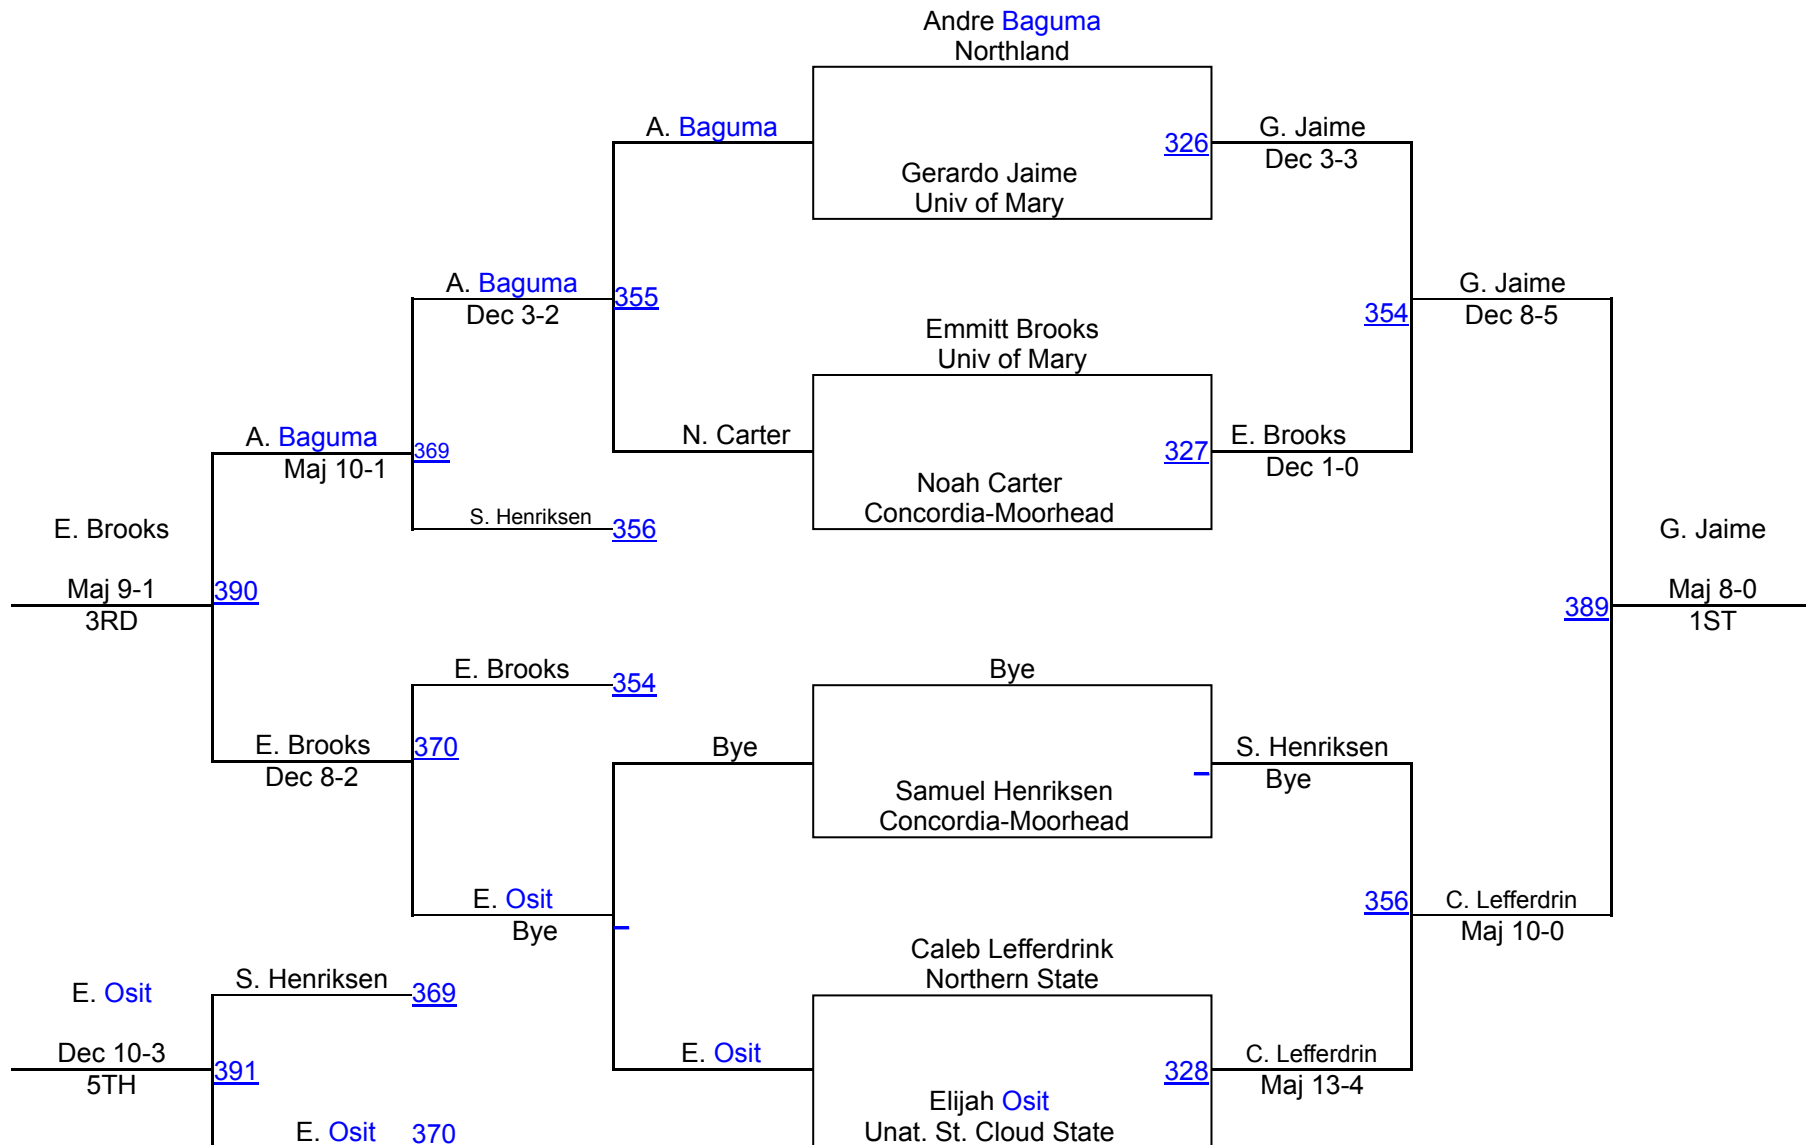 Andre Baguma
Northland
A. Baguma
326
G. Jaime
Dec 3-3
Gerardo Jaime
Univ of Mary
A. Baguma
Dec 3-2
355
354
G. Jaime
Dec 8-5
Emmitt Brooks
Univ of Mary
A. Baguma
Maj 10-1
369
N. Carter
327
E. Brooks
Dec 1-0
Noah Carter
Concordia-Moorhead
S. Henriksen
356
E. Brooks
Maj 9-1
3RD
390
G. Jaime
389
Maj 8-0
1ST
E. Brooks
354
Bye
E. Brooks
Dec 8-2
370
Bye
S. Henriksen
Bye
Samuel Henriksen
Concordia-Moorhead
E. Osit
Bye
356
C. Lefferdrin
Maj 10-0
Caleb Lefferdrink
Northern State
E. Osit
S. Henriksen
369
Dec 10-3
5TH
391
E. Osit
328
C. Lefferdrin
Maj 13-4
Elijah Osit
Unat. St. Cloud State
E. Osit
370